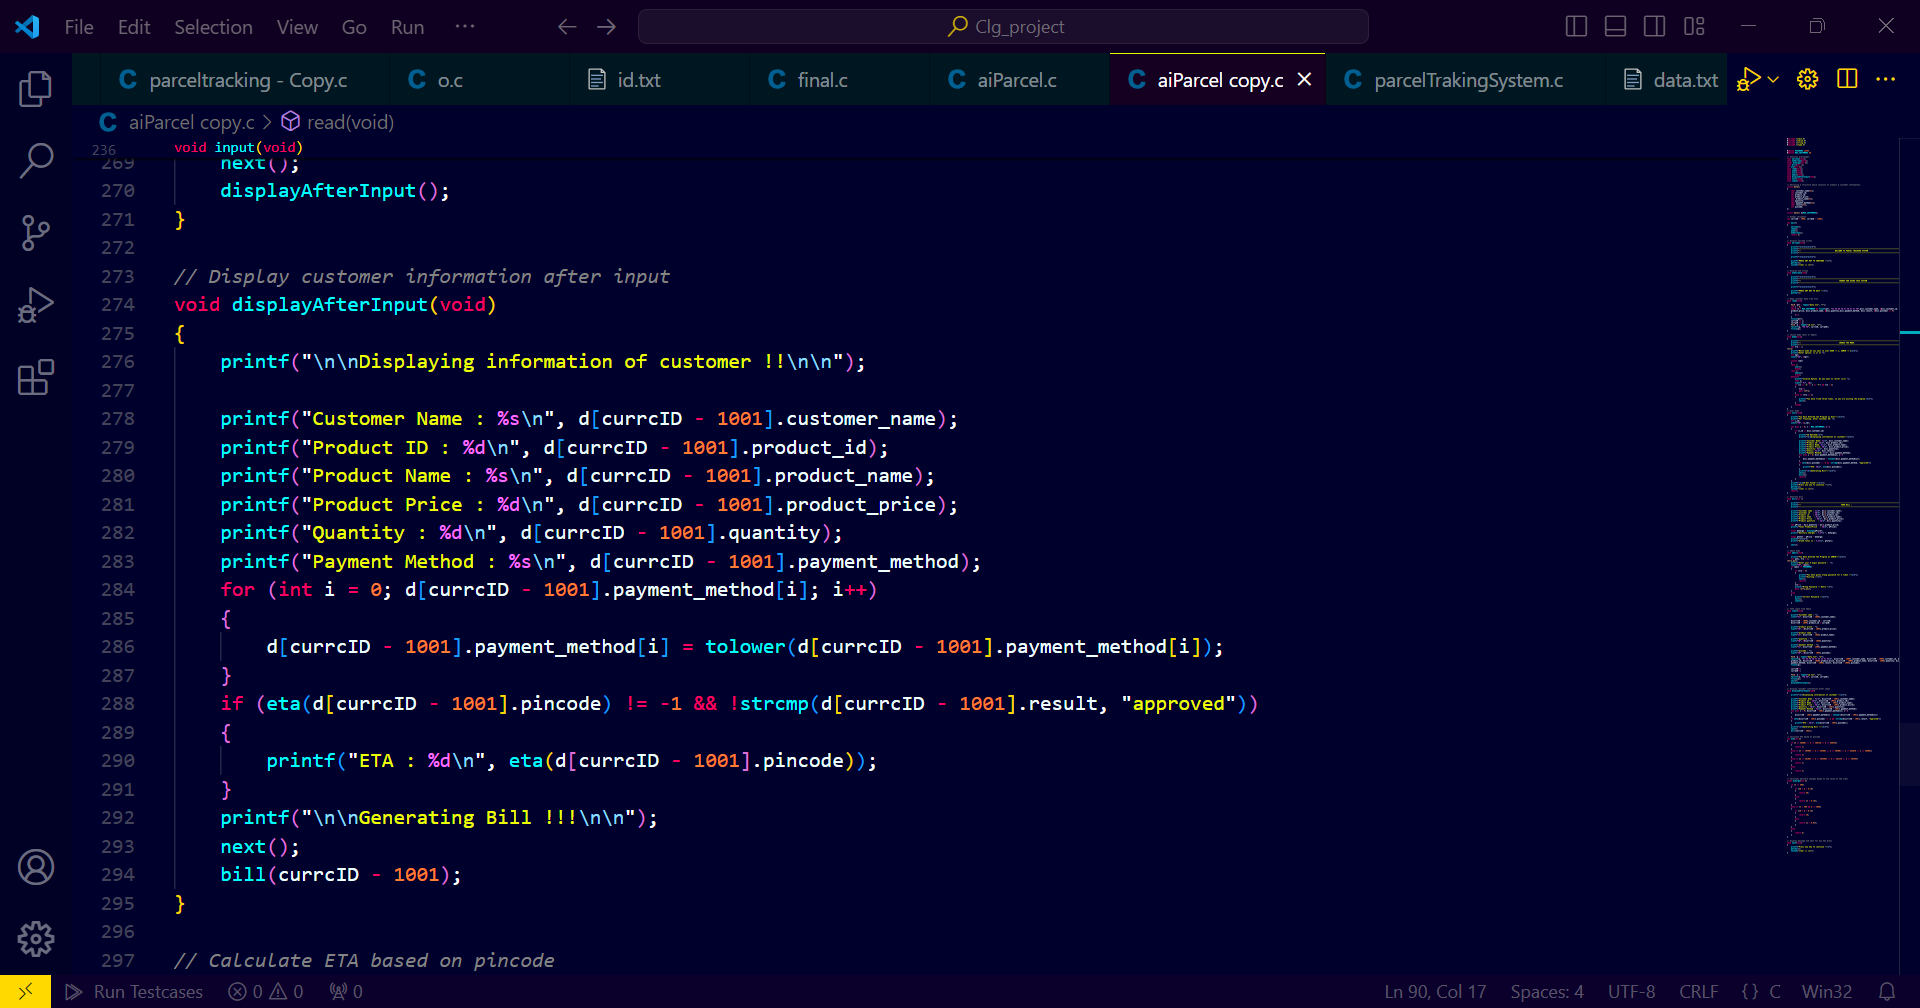 File Edit Selection View Go Run ··· Clg_project
parceltracking - Copy.c o.c id.txt final.c aiParcel.c aiParcel copy.c parcelTrakingSystem.c data.txt
aiParcel copy.c > read(void)
236 void input(void)
269 next();
270 displayAfterInput();
271 }
272
273 // Display customer information after input
274 void displayAfterInput(void)
275 {
276 printf("\n\nDisplaying information of customer !!\n\n");
277
278 printf("Customer Name : %s\n", d[currcID - 1001].customer_name);
279 printf("Product ID : %d\n", d[currcID - 1001].product_id);
280 printf("Product Name : %s\n", d[currcID - 1001].product_name);
281 printf("Product Price : %d\n", d[currcID - 1001].product_price);
282 printf("Quantity : %d\n", d[currcID - 1001].quantity);
283 printf("Payment Method : %s\n", d[currcID - 1001].payment_method);
284 for (int i = 0; d[currcID - 1001].payment_method[i]; i++)
285 {
286 d[currcID - 1001].payment_method[i] = tolower(d[currcID - 1001].payment_method[i]);
287 }
288 if (eta(d[currcID - 1001].pincode) != -1 && !strcmp(d[currcID - 1001].result, "approved"))
289 {
290 printf("ETA : %d\n", eta(d[currcID - 1001].pincode));
291 }
292 printf("\n\nGenerating Bill !!!\n\n");
293 next();
294 bill(currcID - 1001);
295 }
296
297 // Calculate ETA based on pincode
Run Testcases 0 0 0 Ln 90, Col 17 Spaces: 4 UTF-8 CRLF {} C Win32